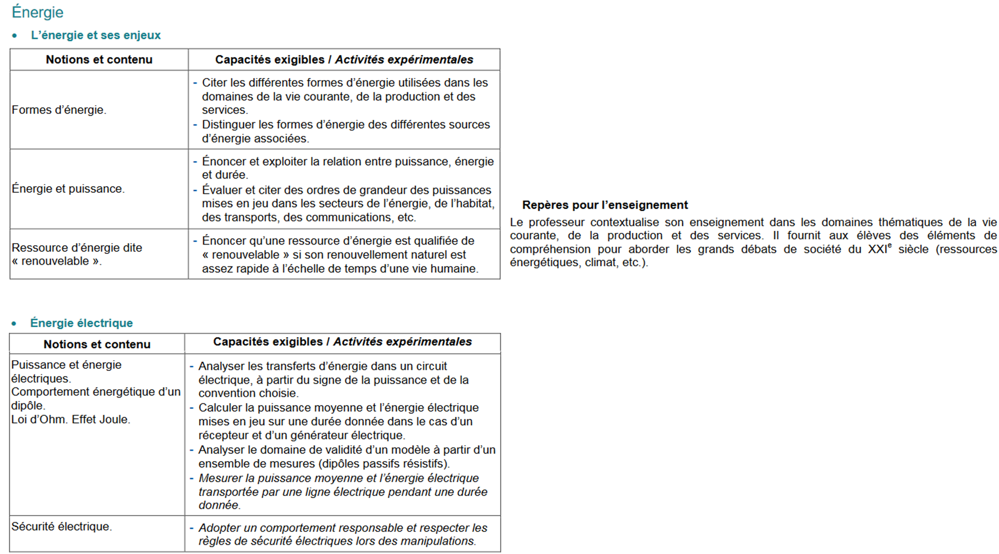 Énergie
• L’énergie et ses enjeux
Notions et contenu
Capacités exigibles / Activités expérimentales
Formes d’énergie.
- Citer les différentes formes d’énergie utilisées dans les
domaines de la vie courante, de la production et des
services.
- Distinguer les formes d’énergie des différentes sources
d’énergie associées.
Énergie et puissance.
- Énoncer et exploiter la relation entre puissance, énergie
et durée.
- Évaluer et citer des ordres de grandeur des puissances
mises en jeu dans les secteurs de l’énergie, de l’habitat,
des transports, des communications, etc.
Ressource d’énergie dite
« renouvelable ».
- Énoncer qu’une ressource d’énergie est qualifiée de
« renouvelable » si son renouvellement naturel est
assez rapide à l’échelle de temps d’une vie humaine.
Repères pour l’enseignement
Le professeur contextualise son enseignement dans les domaines thématiques de la vie
courante, de la production et des services. Il fournit aux élèves des éléments de
compréhension pour aborder les grands débats de société du XXIe siècle (ressources
énergétiques, climat, etc.).
• Énergie électrique
Notions et contenu
Capacités exigibles / Activités expérimentales
Puissance et énergie
électriques.
Comportement énergétique d’un
dipôle.
Loi d’Ohm. Effet Joule.
- Analyser les transferts d’énergie dans un circuit
électrique, à partir du signe de la puissance et de la
convention choisie.
- Calculer la puissance moyenne et l’énergie électrique
mises en jeu sur une durée donnée dans le cas d’un
récepteur et d’un générateur électrique.
- Analyser le domaine de validité d’un modèle à partir d’un
ensemble de mesures (dipôles passifs résistifs).
- Mesurer la puissance moyenne et l’énergie électrique
transportée par une ligne électrique pendant une durée
donnée.
Sécurité électrique.
- Adopter un comportement responsable et respecter les
règles de sécurité électriques lors des manipulations.